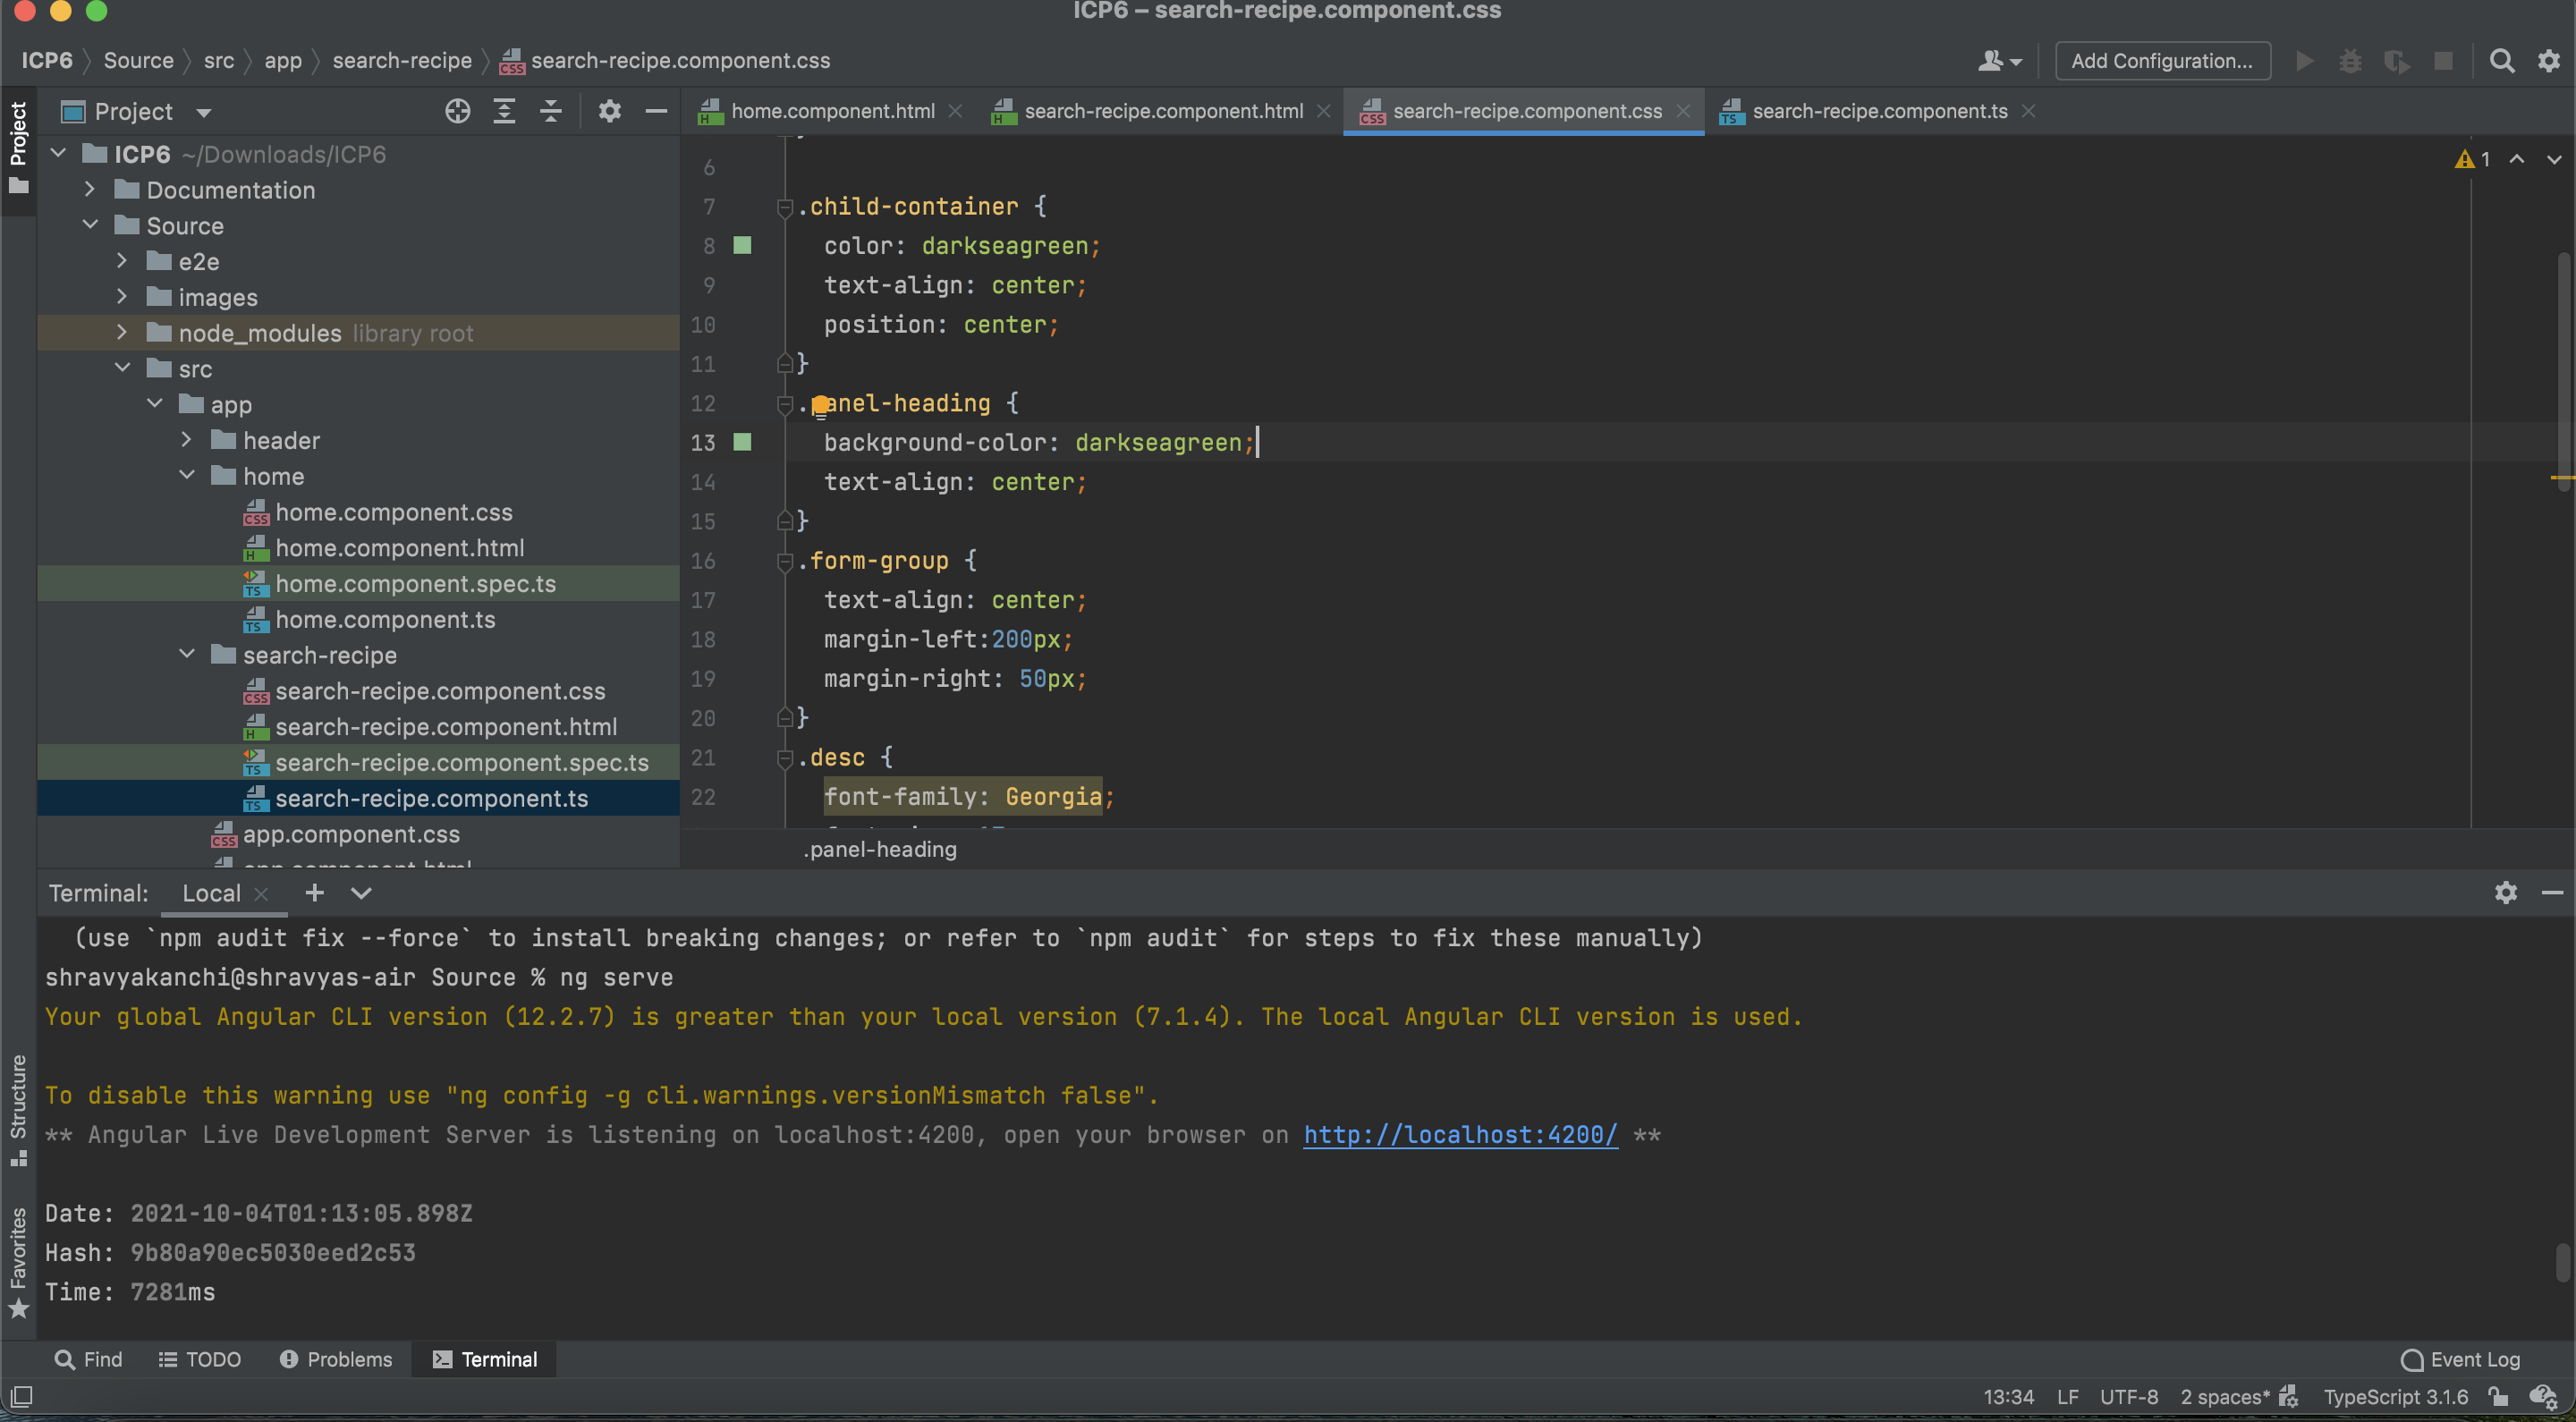 ICP6 – search-recipe.component.css
ICP6 Source src app search-recipe search-recipe.component.css
Add Configuration...
Project
Project
home.component.html
search-recipe.component.html
search-recipe.component.css
search-recipe.component.ts
ICP6 ~/Downloads/ICP6
Documentation
Source
e2e
images
node_modules library root
src
app
header
home
home.component.css
home.component.html
home.component.spec.ts
home.component.ts
search-recipe
search-recipe.component.css
search-recipe.component.html
search-recipe.component.spec.ts
search-recipe.component.ts
app.component.css
1
6
7 .child-container {
8 color: darkseagreen;
9 text-align: center;
10 position: center;
11 }
12 .panel-heading {
13 background-color: darkseagreen;
14 text-align: center;
15 }
16 .form-group {
17 text-align: center;
18 margin-left:200px;
19 margin-right: 50px;
20 }
21 .desc {
22 font-family: Georgia;
.panel-heading
Terminal: Local
(use `npm audit fix --force` to install breaking changes; or refer to `npm audit` for steps to fix these manually)
shravyakanchi@shravyas-air Source % ng serve
Your global Angular CLI version (12.2.7) is greater than your local version (7.1.4). The local Angular CLI version is used.
To disable this warning use "ng config -g cli.warnings.versionMismatch false".
** Angular Live Development Server is listening on localhost:4200, open your browser on http://localhost:4200/ **
Date: 2021-10-04T01:13:05.898Z
Hash: 9b80a90ec5030eed2c53
Time: 7281ms
Structure
Favorites
Find TODO Problems Terminal Event Log
13:34 LF UTF-8 2 spaces* TypeScript 3.1.6